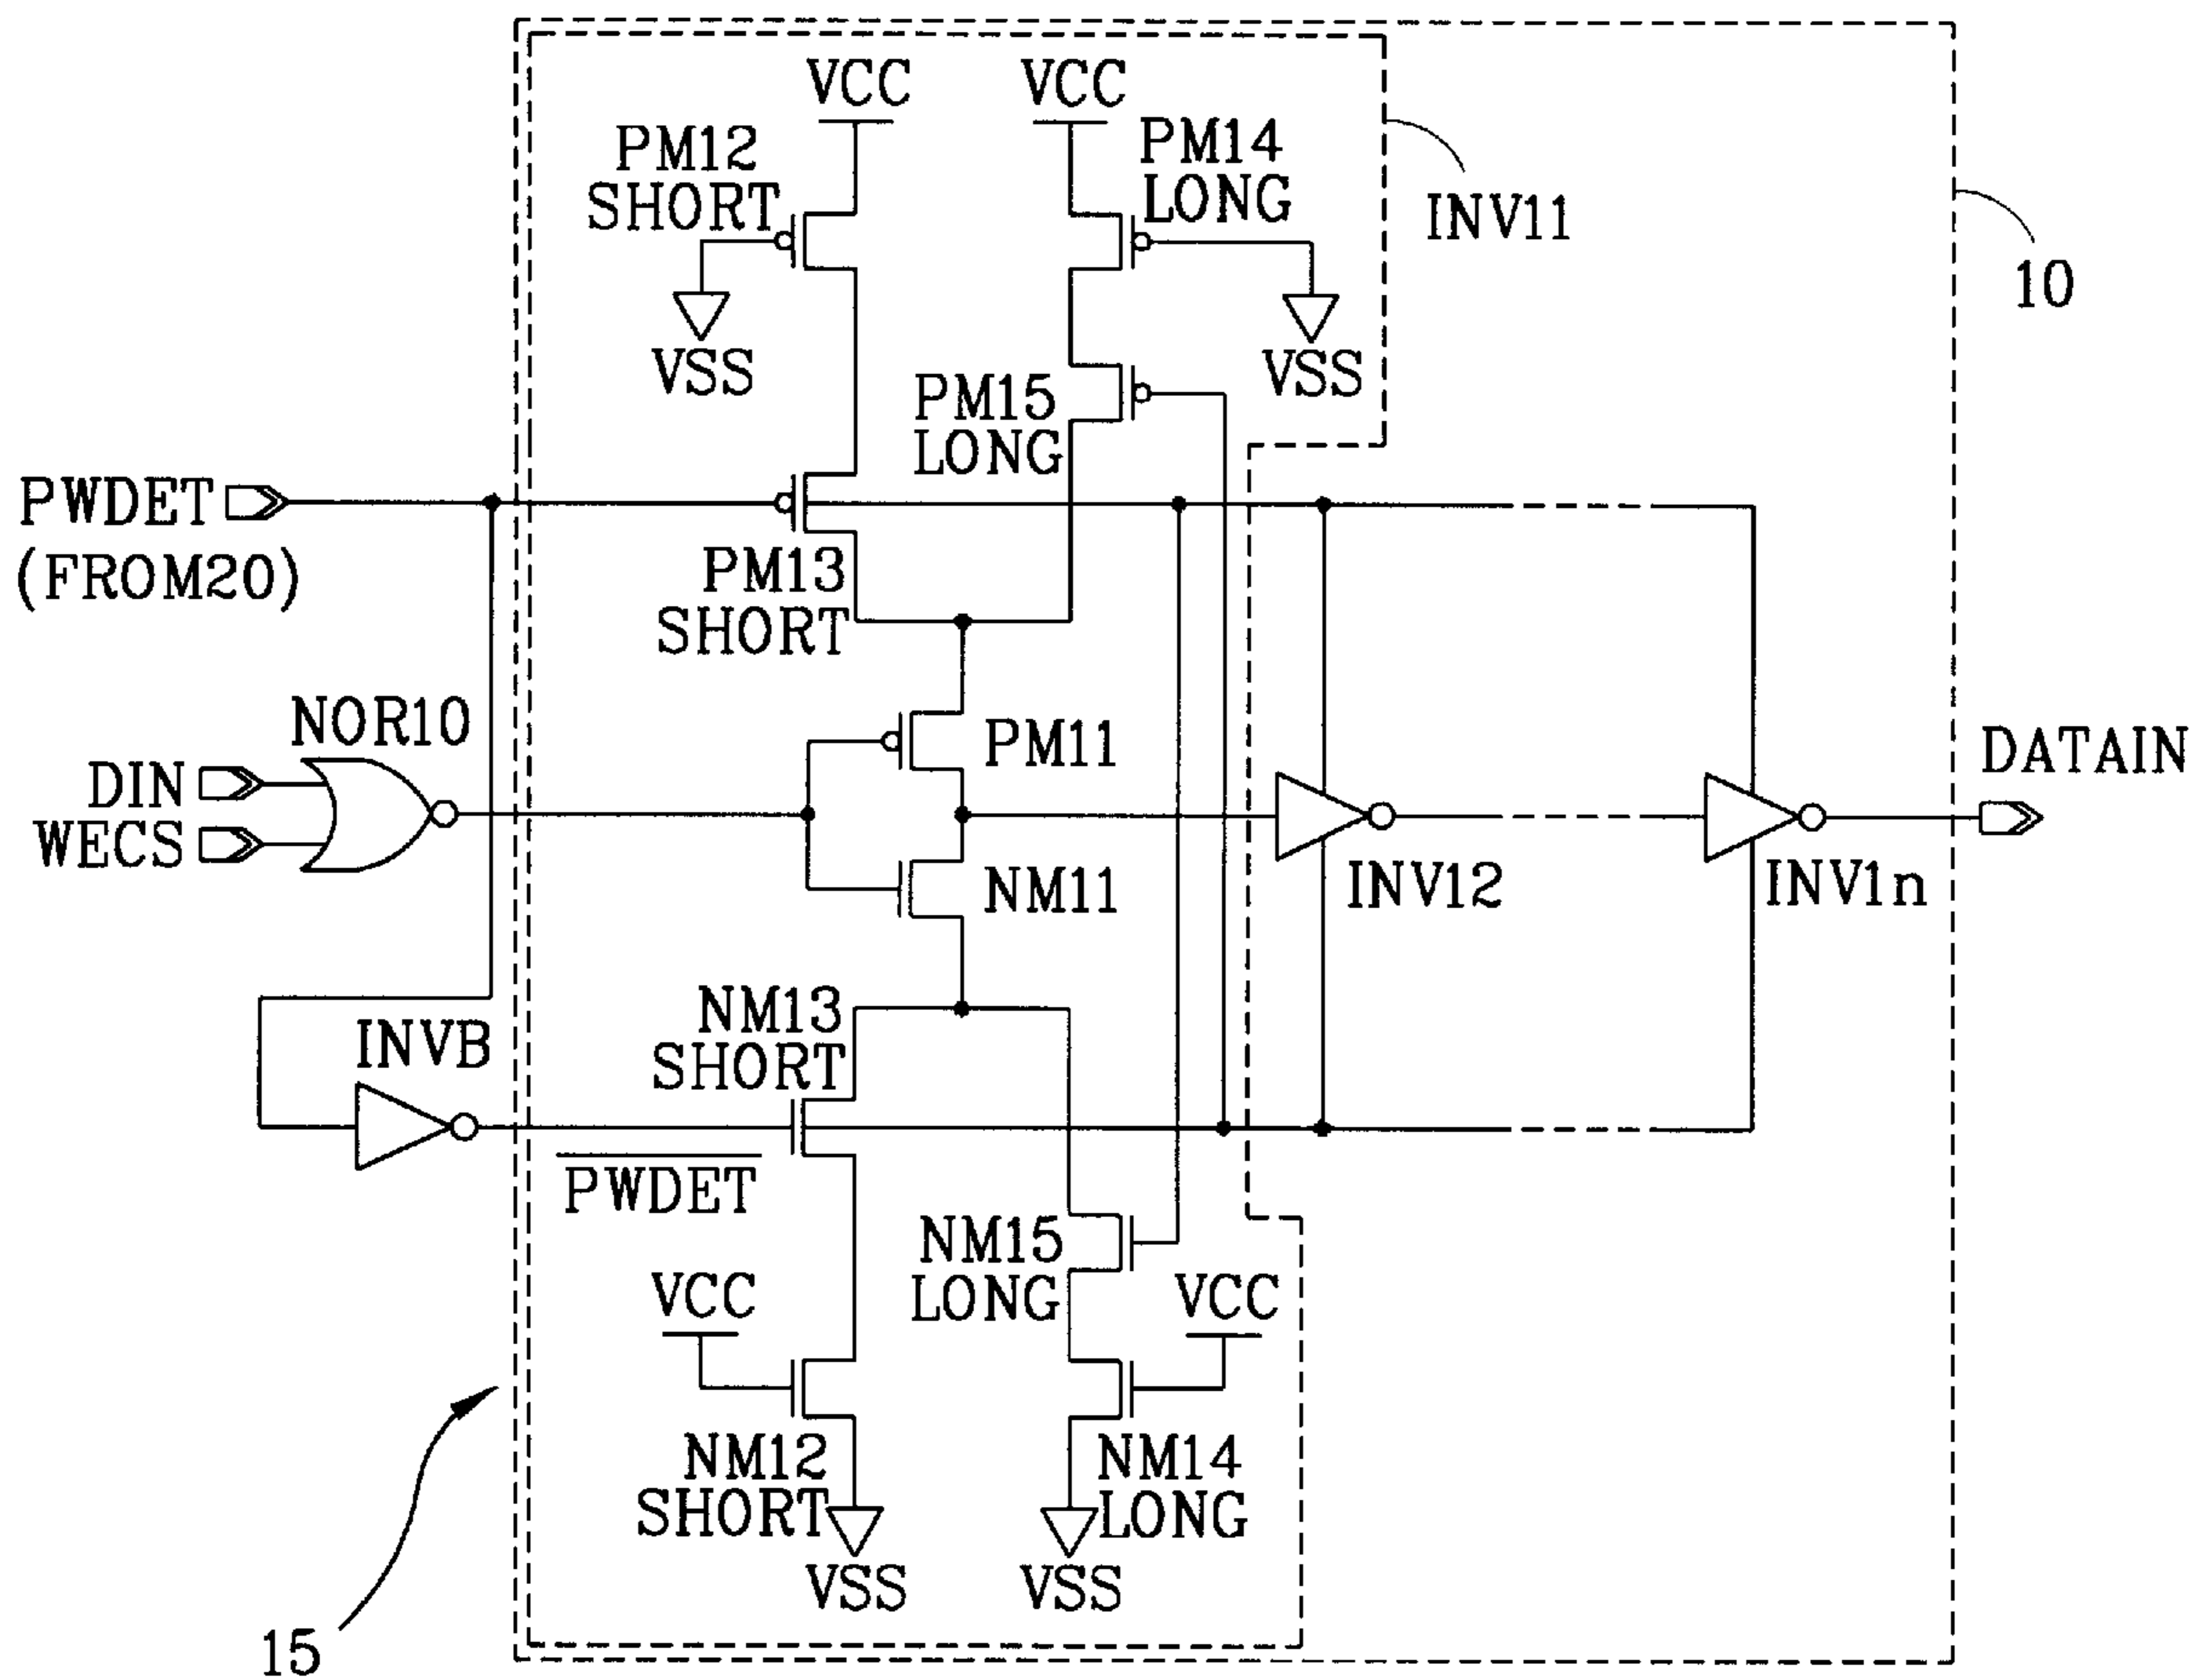 VCC
VCC
PM12
SHORT
PM14
LONG
INV11
10
VSS
VSS
PM15
LONG
PWDET
(FROM20)
PM13
SHORT
NOR10
PM11
DIN
WECS
DATAIN
NM11
INV12
INV1n
INVB
NM13
SHORT
PWDET
NM15
LONG
VCC
VCC
NM12
SHORT
NM14
LONG
VSS
VSS
15